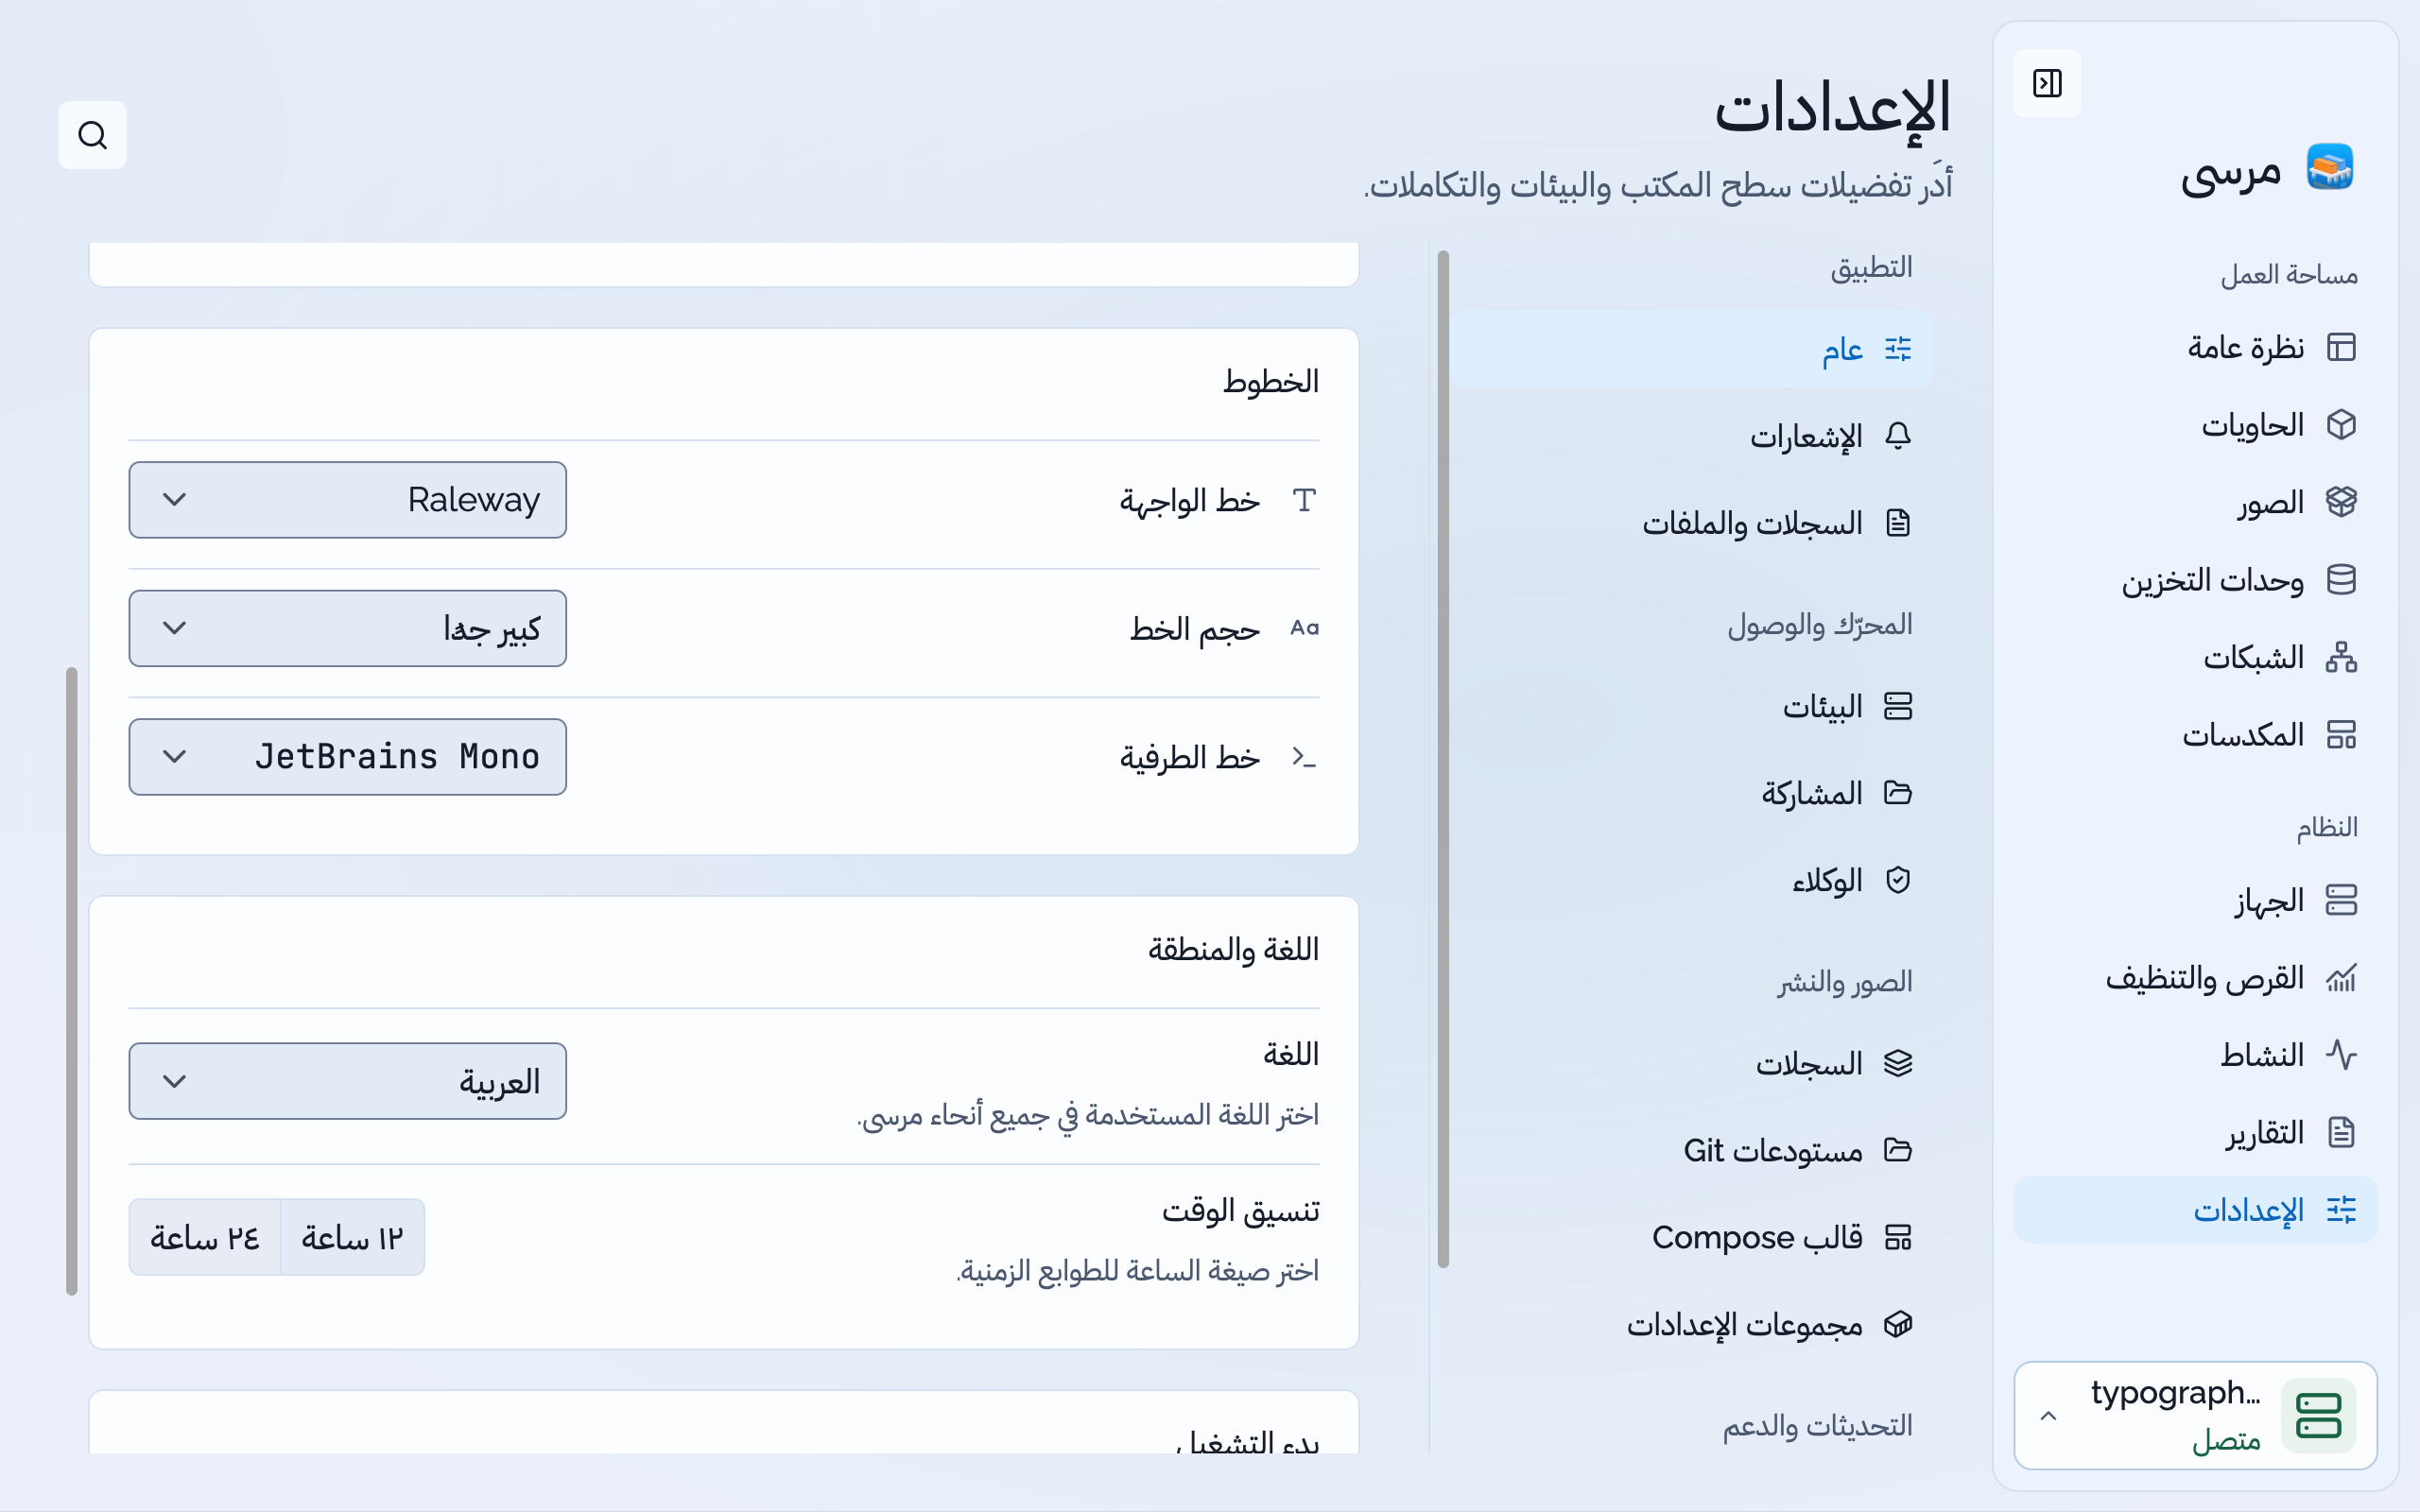 مرسى
مساحة العمل
نظرة عامة
الحاويات
الصور
وحدات التخزين
الشبكات
المكدسات
النظام
الجهاز
القرص والتنظيف
النشاط
التقارير
الإعدادات
typograph...
متصل
الإعدادات
أدَر تفضيلات سطح المكتب والبيئات والتكاملات.
التطبيق
عام
الإشعارات
السجلات والملفات
المحرّك والوصول
البيئات
المشاركة
الوكلاء
الصور والنشر
السجلات
مستودعات Git
قالب Compose
مجموعات الإعدادات
التحديثات والدعم
الخطوط
خط الواجهة
Raleway
حجم الخط
Aa
كبير جدًا
خط الطرفية
JetBrains Mono
اللغة والمنطقة
اللغة
العربية
اختر اللغة المستخدمة في جميع أنحاء مرسى.
تنسيق الوقت
١٢ ساعة
٢٤ ساعة
اختر صيغة الساعة للطوابع الزمنية.
بدء التشغيل